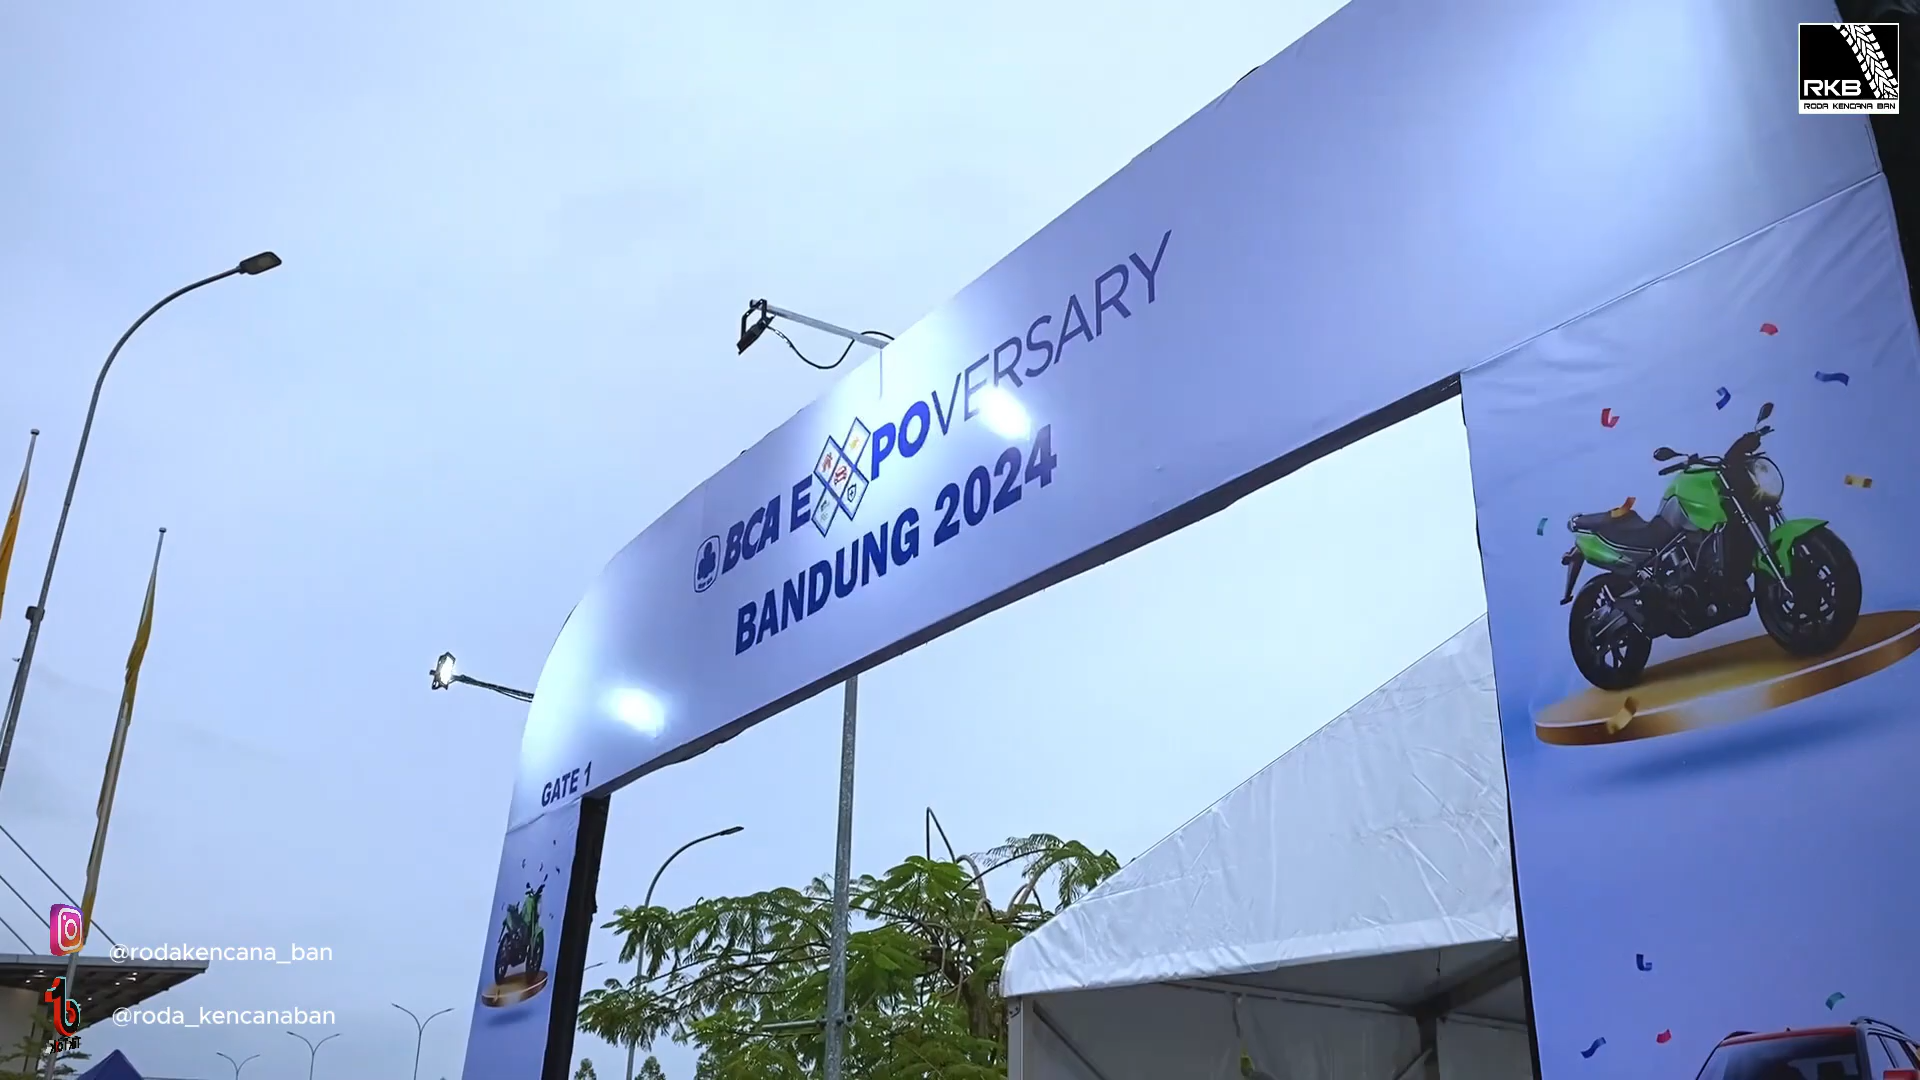 RKB
RODA KENCANA BAN
BCA EXPOVERSARY
BANDUNG 2024
GATE 1
@rodakencana_ban
@roda_kencanaban